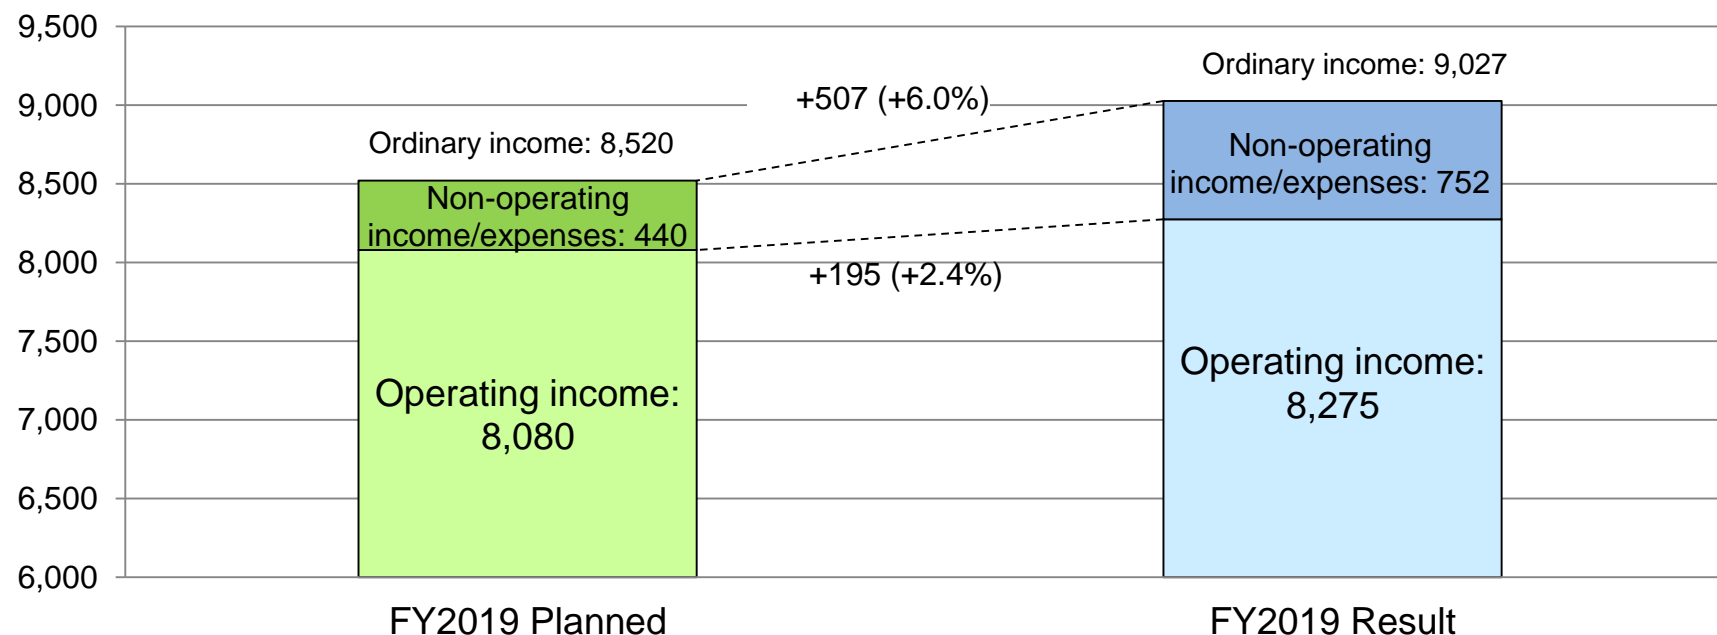 9,500
9,000
8,500
8,000
7,500
7,000
6,500
6,000
Ordinary income: 8,520
Non-operating
income/expenses: 440
Operating income:
8,080
+507 (+6.0%)
+195 (+2.4%)
Ordinary income: 9,027
Non-operating
income/expenses: 752
Operating income:
8,275
FY2019 Planned
FY2019 Result